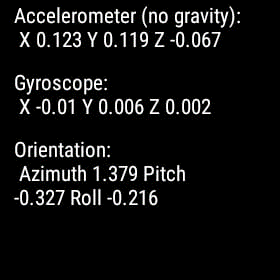 Accelerometer (no gravity):
X 0.123 Y 0.119 Z -0.067
Gyroscope:
X -0.01 Y 0.006 Z 0.002
Orientation:
Azimuth 1.379 Pitch
-0.327 Roll -0.216